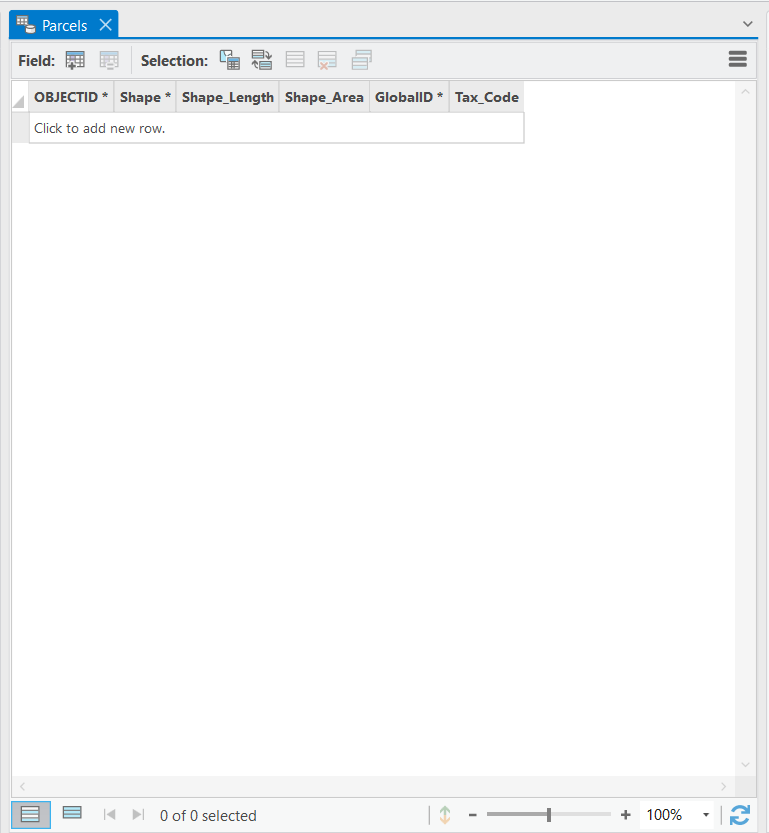 Parcels
Field: Selection:
OBJECTID * Shape * Shape_Length Shape_Area GlobalID * Tax_Code
Click to add new row.
0 of 0 selected 100%